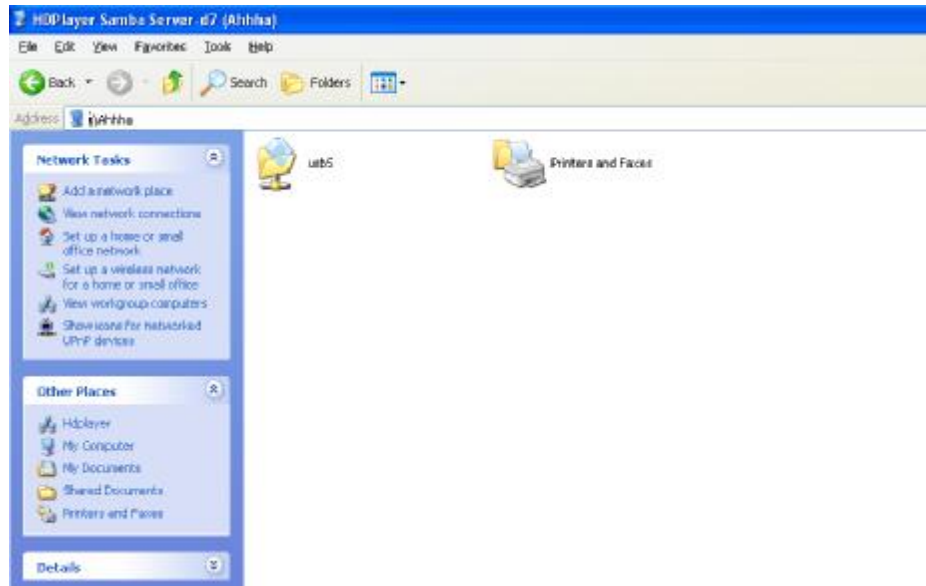 HDPlayer Samba Server-d7 (Ahhha)
File Edit View Favorites Tools Help
Back Search Folders
Address \\Ahhha
Network Tasks
Add a network place
View network connections
Set up a home or small
office network
Set up a wireless network
for a home or small office
View workgroup computers
Show icons for networked
UPnP devices
Other Places
Hdplayer
My Computer
My Documents
Shared Documents
Printers and Faxes
Details
usb5
Printers and Faxes